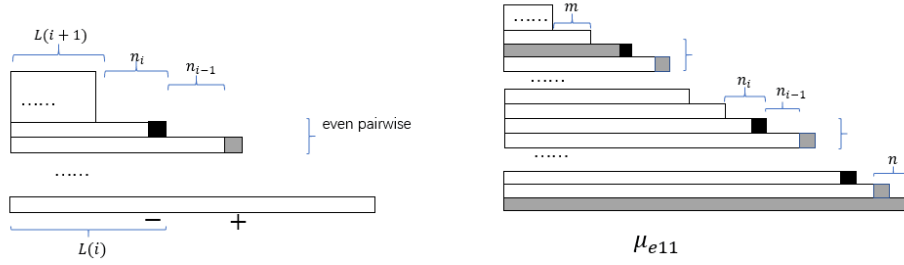 L(i + 1)
n_i
n_{i−1}
......
even pairwise
......
− +
L(i)
...... m
......
n_i
n_{i−1}
......
n
μ_{e11}